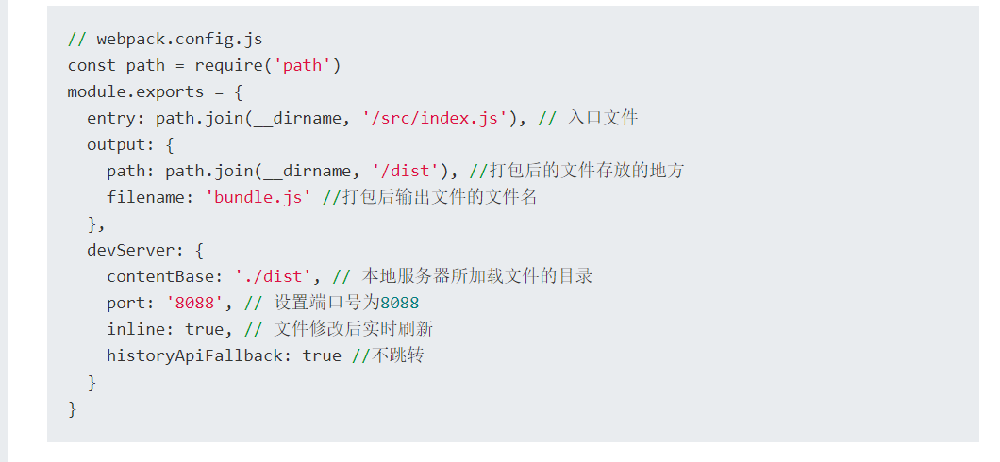 // webpack.config.js
const path = require('path')
module.exports = {
  entry: path.join(__dirname, '/src/index.js'), // 入口文件
  output: {
    path: path.join(__dirname, '/dist'), //打包后的文件存放的地方
    filename: 'bundle.js' //打包后输出文件的文件名
  },
  devServer: {
    contentBase: './dist', // 本地服务器所加载文件的目录
    port: '8088', // 设置端口号为8088
    inline: true, // 文件修改后实时刷新
    historyApiFallback: true //不跳转
  }
}